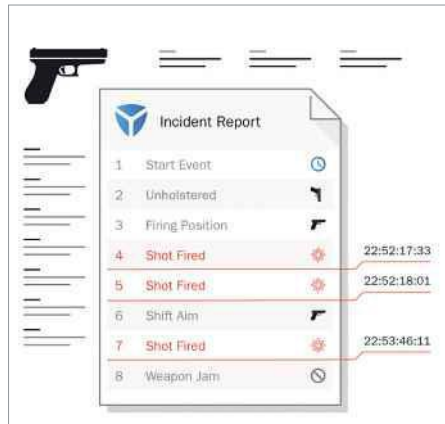 Incident Report
1 Start Event
2 Unholstered
3 Firing Position
4 Shot Fired 22:52:17:33
5 Shot Fired 22:52:18:01
6 Shift Aim
7 Shot Fired 22:53:46:11
8 Weapon Jam